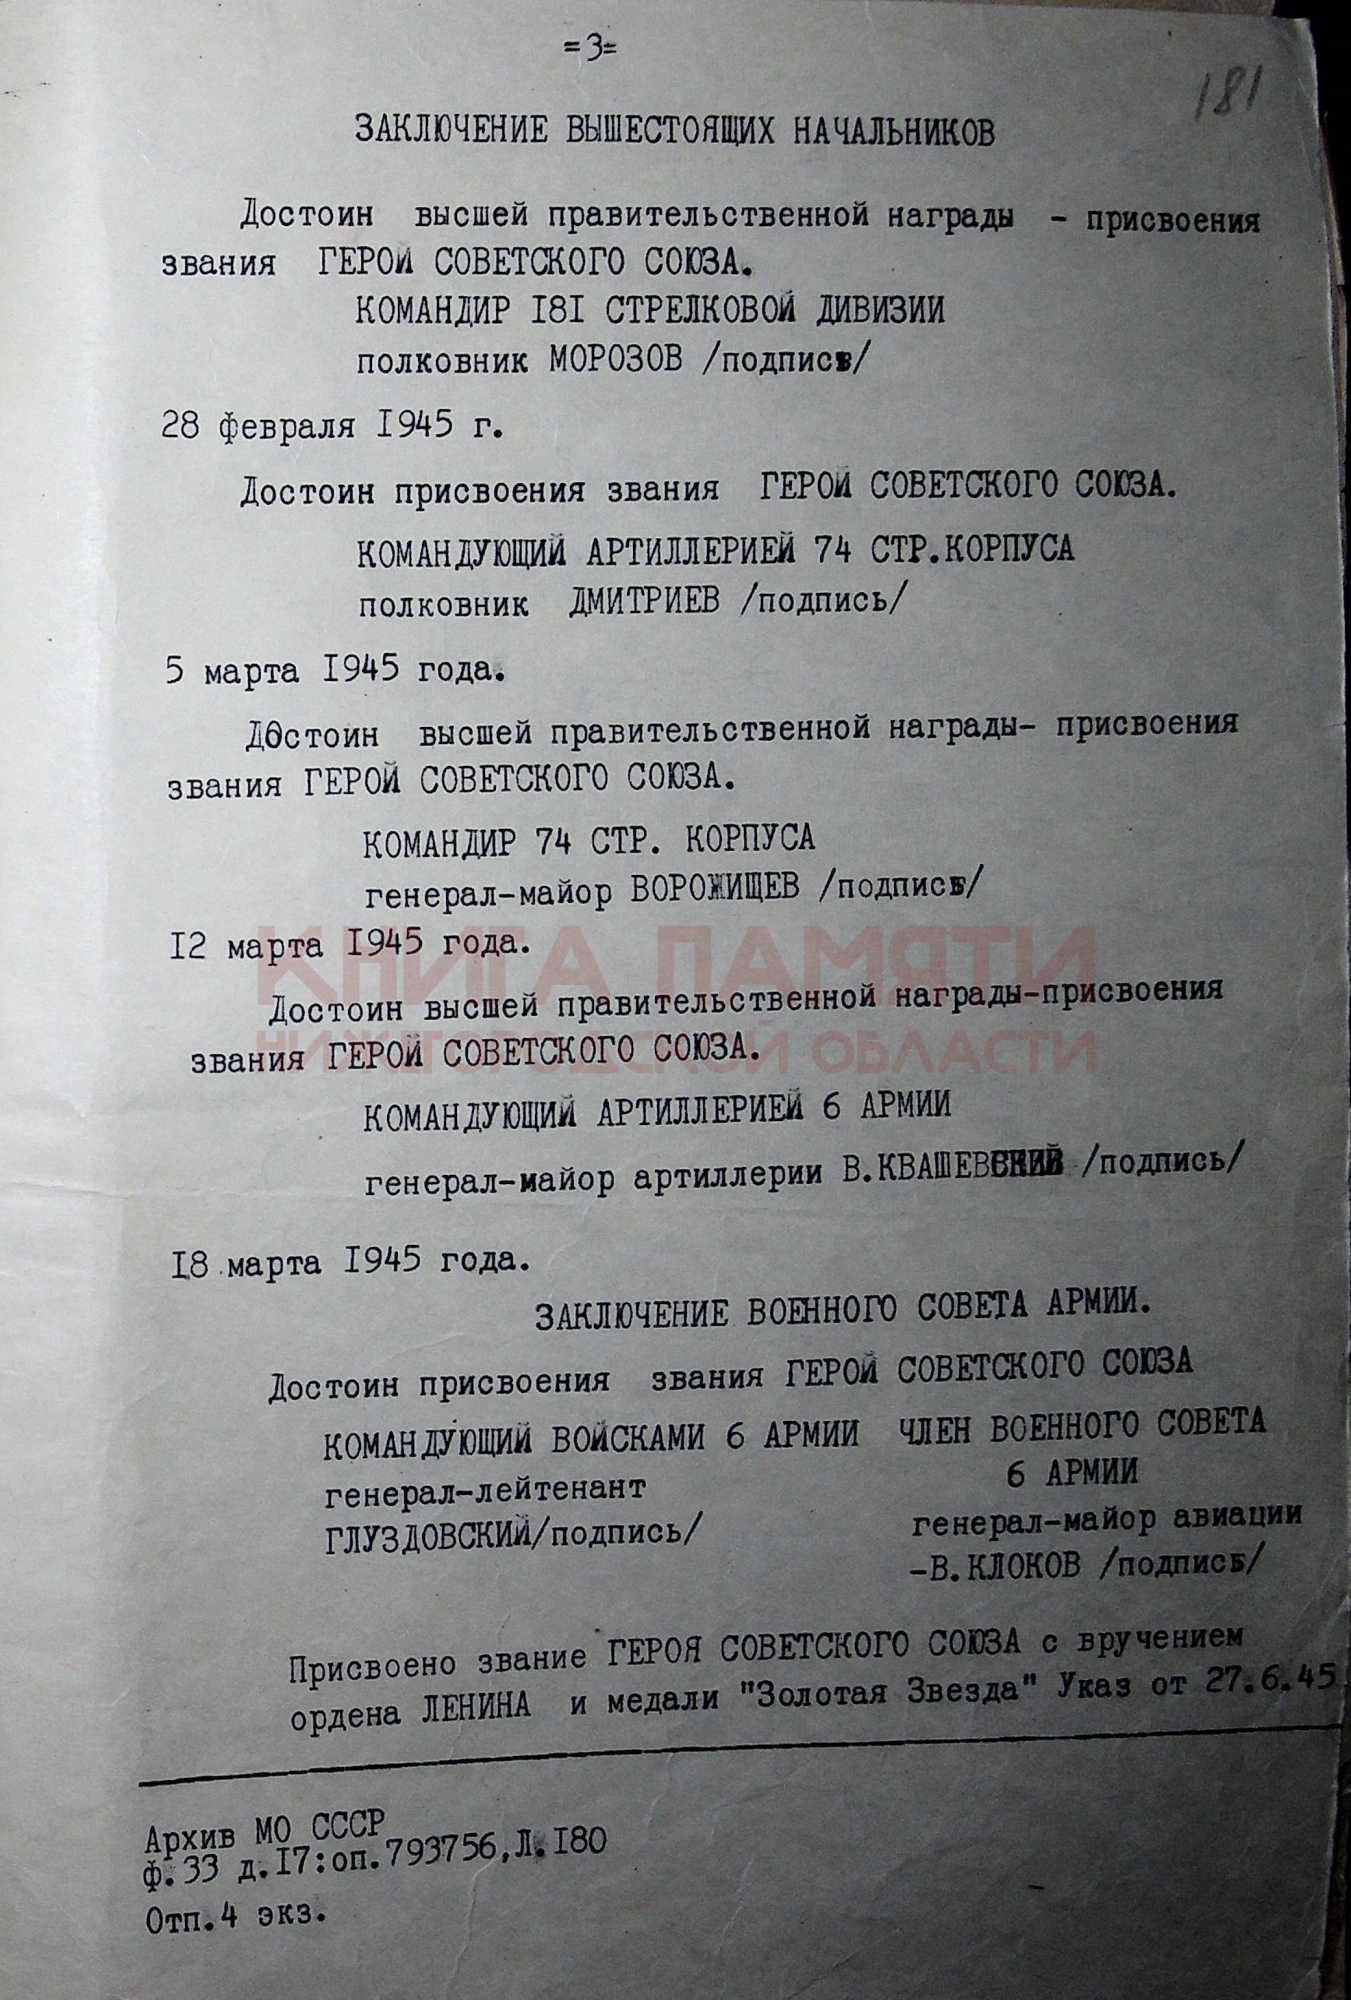 =3=
181
ЗАКЛЮЧЕНИЕ ВЫШЕСТОЯЩИХ НАЧАЛЬНИКОВ
Достоин высшей правительственной награды - присвоения
звания ГЕРОЙ СОВЕТСКОГО СОЮЗА.
КОМАНДИР 181 СТРЕЛКОВОЙ ДИВИЗИИ
полковник МОРОЗОВ /подпись/
28 февраля 1945 г.
Достоин присвоения звания ГЕРОЙ СОВЕТСКОГО СОЮЗА.
КОМАНДУЮЩИЙ АРТИЛЛЕРИЕЙ 74 СТР.КОРПУСА
полковник ДМИТРИЕВ /подпись/
5 марта 1945 года.
Достоин высшей правительственной награды- присвоения
звания ГЕРОЙ СОВЕТСКОГО СОЮЗА.
КОМАНДИР 74 СТР. КОРПУСА
генерал-майор ВОРОЖИЩЕВ /подпись/
КНИГА ПАМЯТИ
12 марта 1945 года.
Достоин высшей правительственной награды-присвоения
НИЖЕГОРОДСКОЙ ОБЛАСТИ
звания ГЕРОЙ СОВЕТСКОГО СОЮЗА.
КОМАНДУЮЩИЙ АРТИЛЛЕРИЕЙ 6 АРМИИ
генерал-майор артиллерии /подпись/
18 марта 1945 года.
ЗАКЛЮЧЕНИЕ ВОЕННОГО СОВЕТА АРМИИ.
Достоин присвоения звания ГЕРОЙ СОВЕТСКОГО СОЮЗА
КОМАНДУЮЩИЙ ВОЙСКАМИ 6 АРМИИ
генерал-лейтенант
ГЛУЗДОВСКИЙ/подпись/
ЧЛЕН ВОЕННОГО СОВЕТА
6 АРМИИ
генерал-майор авиации
-В.КЛОКОВ /подпись/
Присвоено звание ГЕРОЯ СОВЕТСКОГО СОЮЗА с вручением
ордена ЛЕНИНА и медали "Золотая Звезда" Указ от 27.6.45
Архив МО СССР
ф.33 д.17:оп.793756,Л.180
Отп.4 экз.